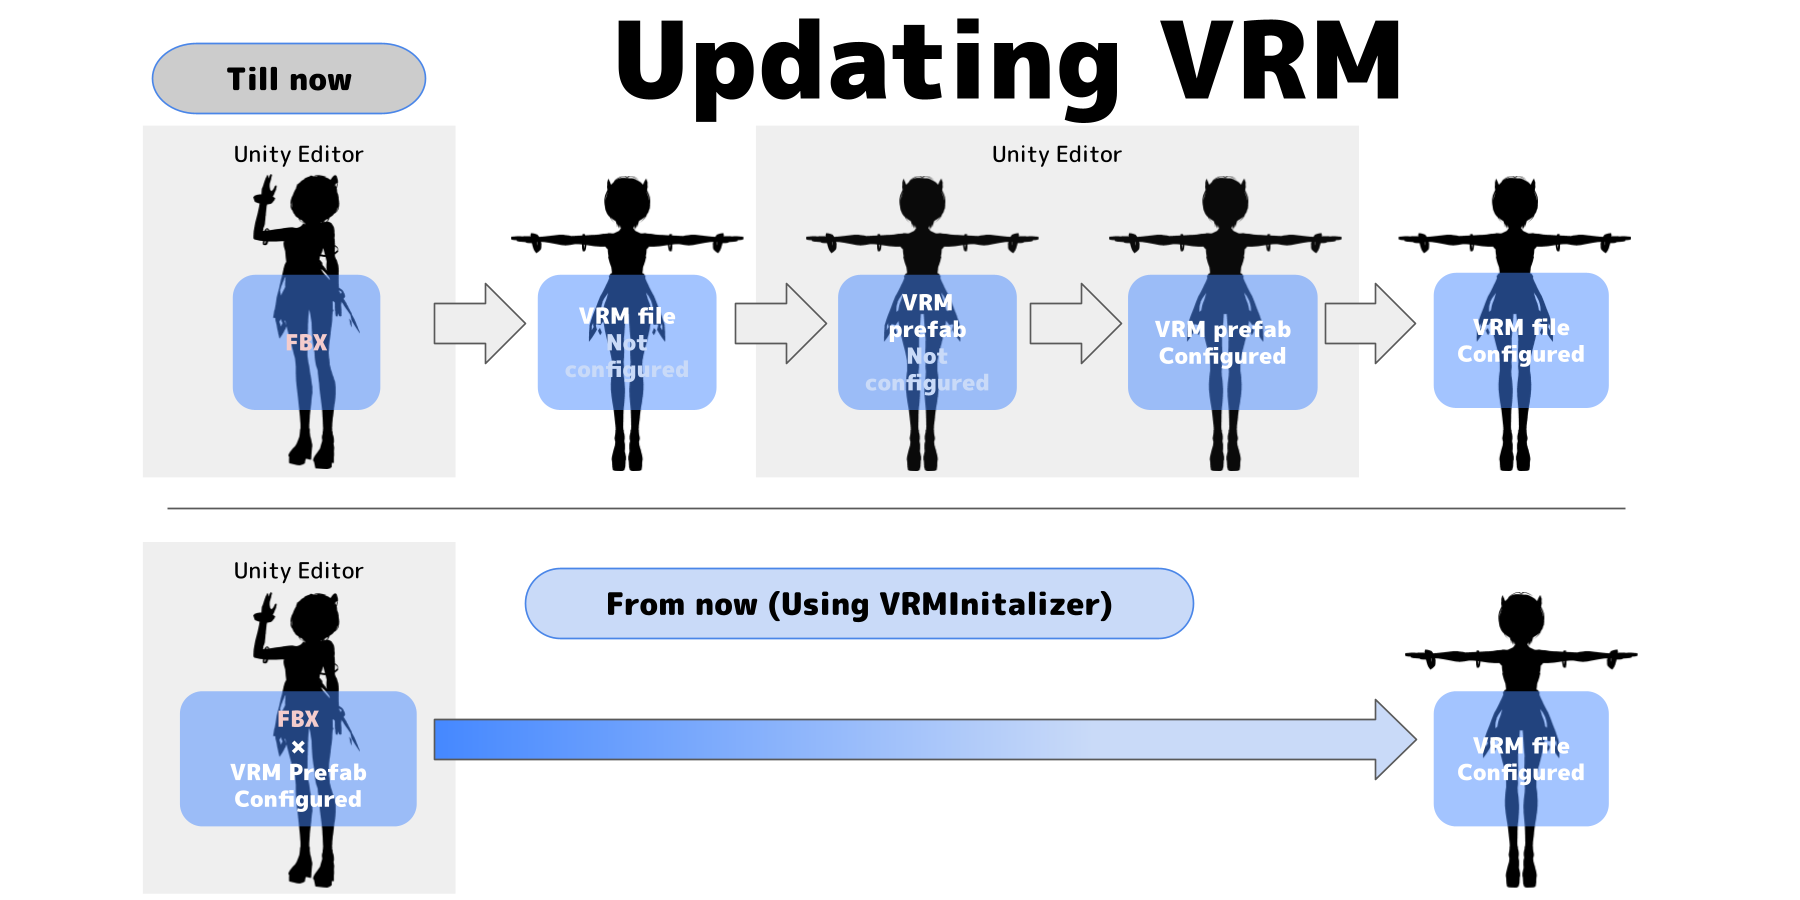 Updating VRM
Till now
Unity Editor
FBX
VRM file
Not
configured
Unity Editor
VRM
prefab
Not
configured
VRM prefab
Configured
VRM file
Configured
Unity Editor
FBX
×
VRM Prefab
Configured
From now (Using VRMInitalizer)
VRM file
Configured